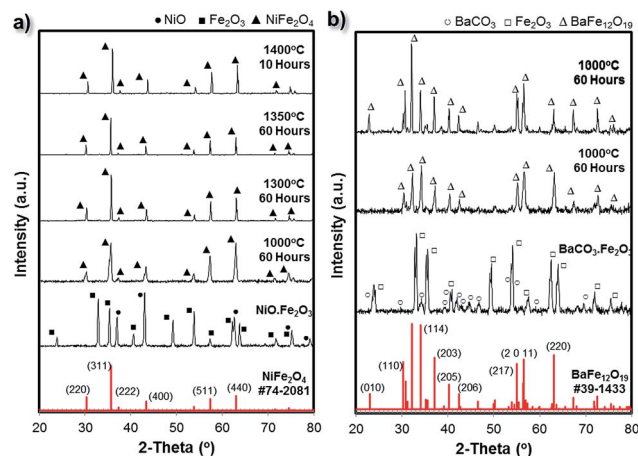 a)
● NiO ■ Fe₂O₃ ▲ NiFe₂O₄
1400ºC
10 Hours
1350ºC
60 Hours
1300ºC
60 Hours
1000ºC
60 Hours
NiO.Fe₂O₃
(311)
NiFe₂O₄
#74-2081
(220)
(222)
(400)
(511)
(440)
Intensity (a.u.)
20 30 40 50 60 70 80
2-Theta (º)
b)
○ BaCO₃ □ Fe₂O₃ △ BaFe₁₂O₁₉
60 Hours
1000ºC
60 Hours
BaCO₃.Fe₂O₃
(114)
(110)
(203)
(2 0 11)
(220)
(217)
(205)
(206)
(010)
BaFe₁₂O₁₉
#39-1433
Intensity (a.u.)
20 30 40 50 60 70 80
2-Theta (º)